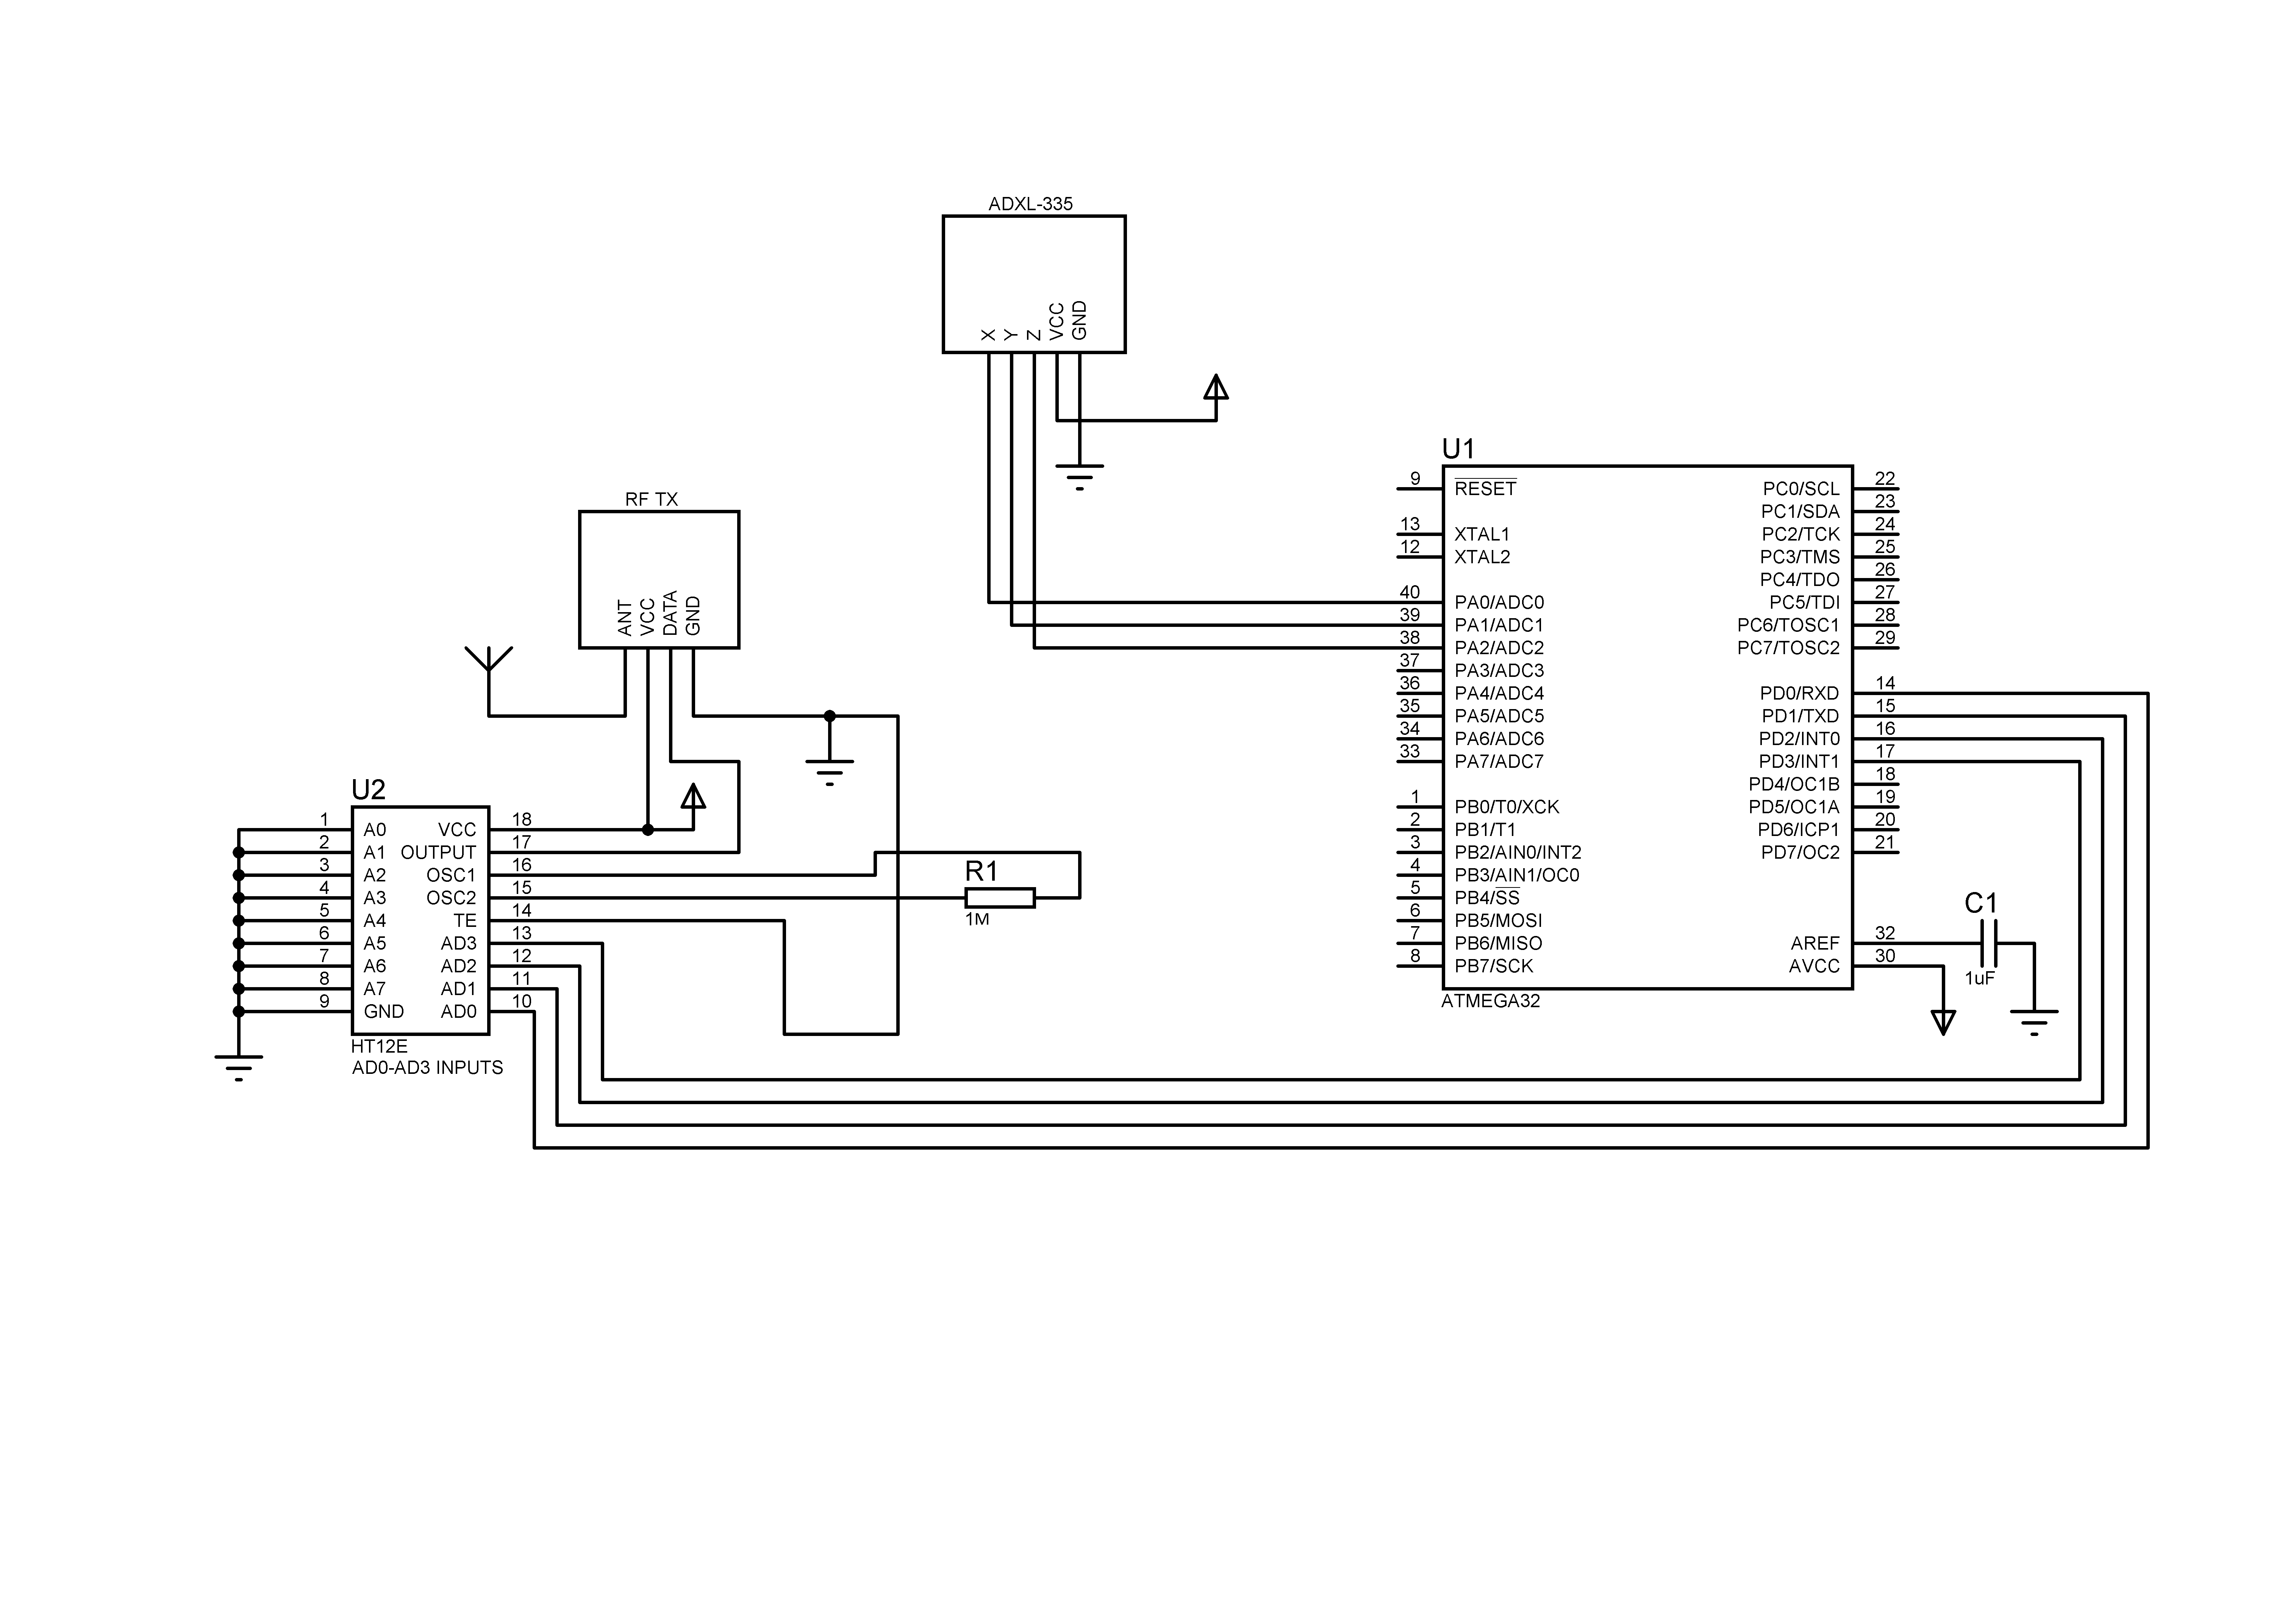 ADXL-335
X
Y
Z
VCC
GND
RF TX
ANT
VCC
DATA
GND
U2
1 A0 VCC 18
2 A1 OUTPUT 17
3 A2 OSC1 16
4 A3 OSC2 15
5 A4 TE 14
6 A5 AD3 13
7 A6 AD2 12
8 A7 AD1 11
9 GND AD0 10
HT12E
AD0-AD3 INPUTS
R1
1M
U1
9 RESET PC0/SCL 22
PC1/SDA 23
13 XTAL1 PC2/TCK 24
12 XTAL2 PC3/TMS 25
PC4/TDO 26
40 PA0/ADC0 PC5/TDI 27
39 PA1/ADC1 PC6/TOSC1 28
38 PA2/ADC2 PC7/TOSC2 29
37 PA3/ADC3
36 PA4/ADC4 PD0/RXD 14
35 PA5/ADC5 PD1/TXD 15
34 PA6/ADC6 PD2/INT0 16
33 PA7/ADC7 PD3/INT1 17
PD4/OC1B 18
1 PB0/T0/XCK PD5/OC1A 19
2 PB1/T1 PD6/ICP1 20
3 PB2/AIN0/INT2 PD7/OC2 21
4 PB3/AIN1/OC0
5 PB4/SS
6 PB5/MOSI
7 PB6/MISO AREF 32
8 PB7/SCK AVCC 30
ATMEGA32
C1
1uF